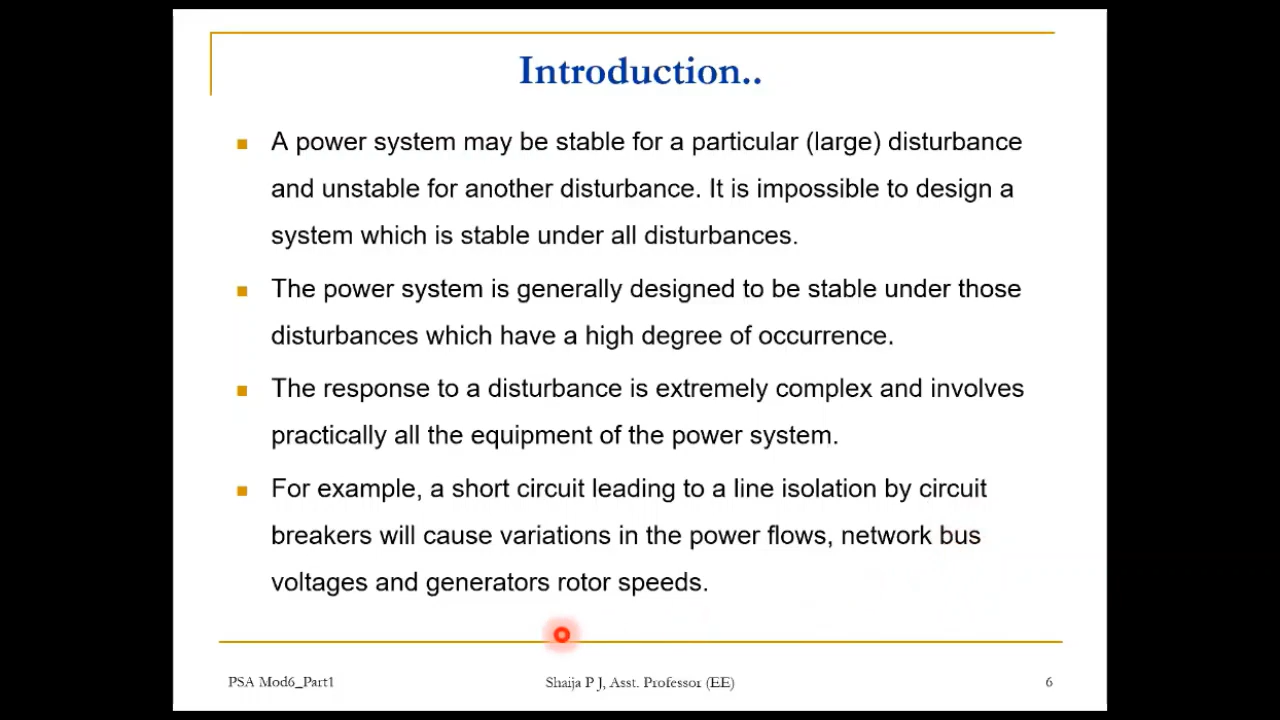 Introduction..
A power system may be stable for a particular (large) disturbance
and unstable for another disturbance. It is impossible to design a
system which is stable under all disturbances.
The power system is generally designed to be stable under those
disturbances which have a high degree of occurrence.
The response to a disturbance is extremely complex and involves
practically all the equipment of the power system.
For example, a short circuit leading to a line isolation by circuit
breakers will cause variations in the power flows, network bus
voltages and generators rotor speeds.
PSA Mod6_Part1
Shaija P J, Asst. Professor (EE)
6